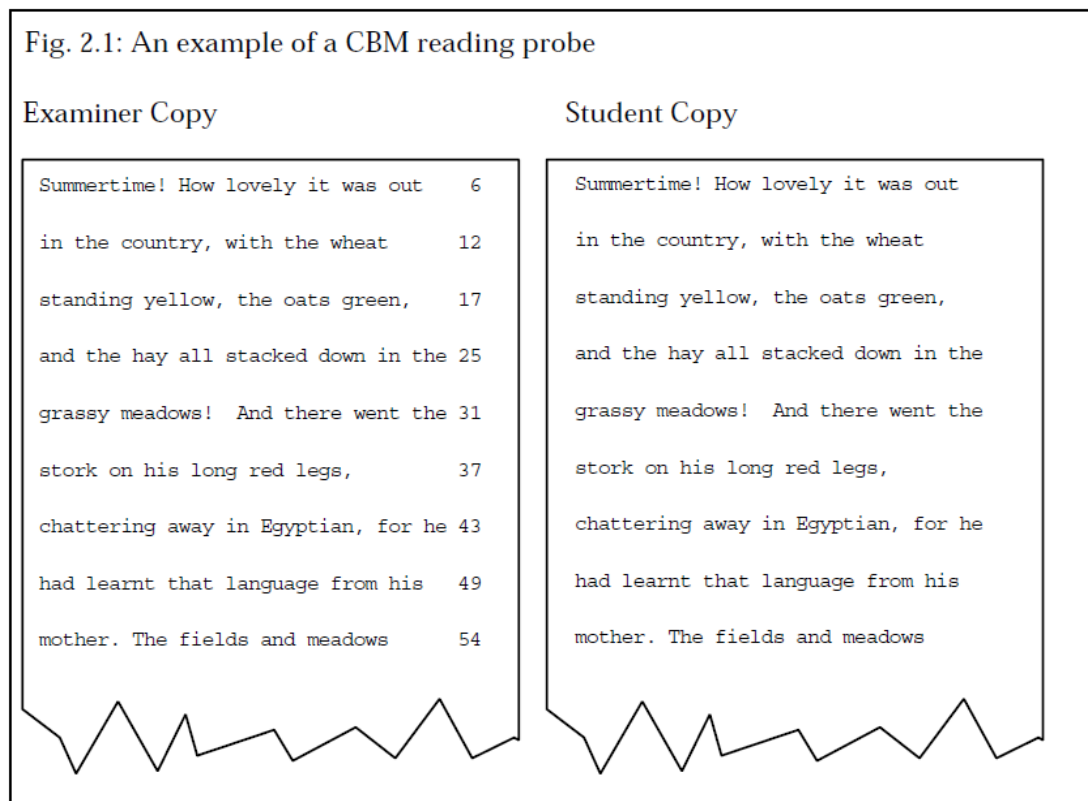 Fig. 2.1: An example of a CBM reading probe
Examiner Copy
Summertime! How lovely it was out 6
in the country, with the wheat 12
standing yellow, the oats green, 17
and the hay all stacked down in the 25
grassy meadows! And there went the 31
stork on his long red legs, 37
chattering away in Egyptian, for he 43
had learnt that language from his 49
mother. The fields and meadows 54
Student Copy
Summertime! How lovely it was out
in the country, with the wheat
standing yellow, the oats green,
and the hay all stacked down in the
grassy meadows! And there went the
stork on his long red legs,
chattering away in Egyptian, for he
had learnt that language from his
mother. The fields and meadows